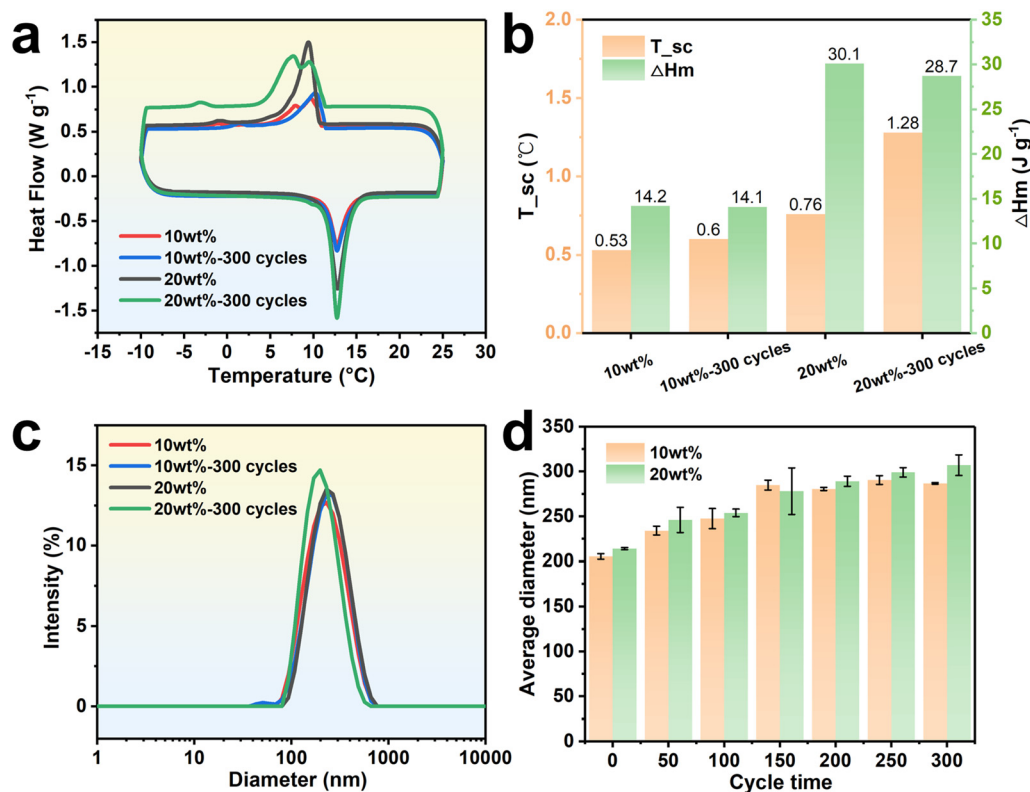 a
Heat Flow (W g⁻¹)
1.5
1.0
0.5
0.0
-0.5
-1.0
-1.5
10wt%
10wt%-300 cycles
20wt%
20wt%-300 cycles
-15 -10 -5 0 5 10 15 20 25 30
Temperature (°C)
b
T_sc (℃)
2.0
1.5
1.0
0.5
0.0
T_sc
△Hm
0.53
14.2
0.6
14.1
0.76
30.1
1.28
28.7
35
30
25
20
15
10
5
0
△Hm (J g⁻¹)
10wt%
10wt%-300 cycles
20wt%
20wt%-300 cycles
c
Intensity (%)
15
10
5
0
10wt%
10wt%-300 cycles
20wt%
20wt%-300 cycles
1 10 100 1000 10000
Diameter (nm)
d
Average diameter (nm)
350
300
250
200
150
100
50
0
10wt%
20wt%
0 50 100 150 200 250 300
Cycle time